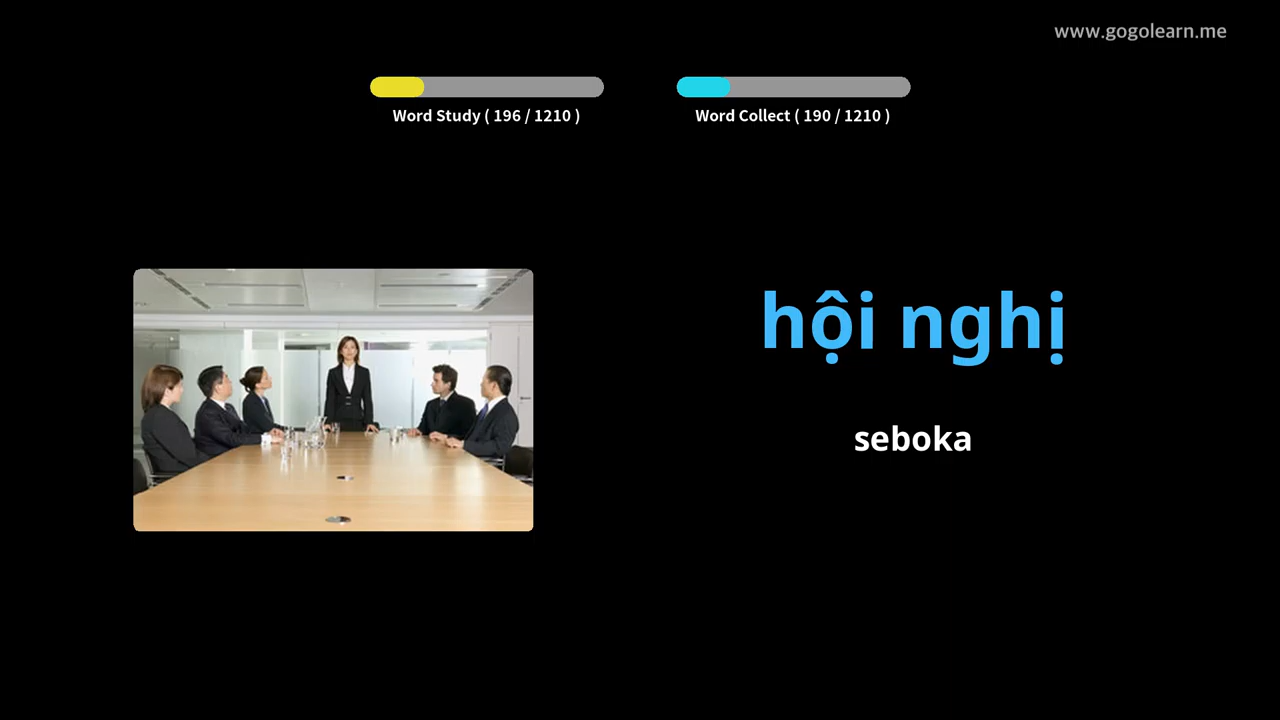 www.gogolearn.me
Word Study ( 196 / 1210 )
Word Collect ( 190 / 1210 )
hội nghị
seboka